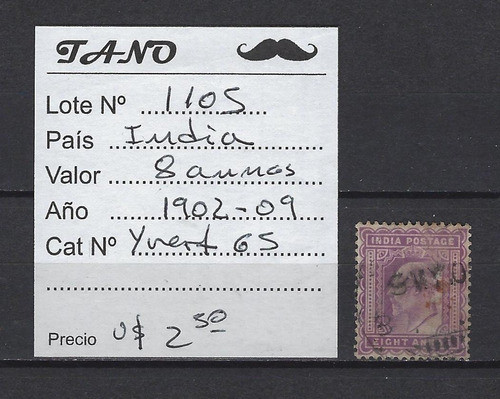 TANO
Lote Nº 1105
País India
Valor 8 annas
Año 1902-09
Cat Nº Yvert 65
Precio U$ 2.50
INDIA POSTAGE
EIGHT AN